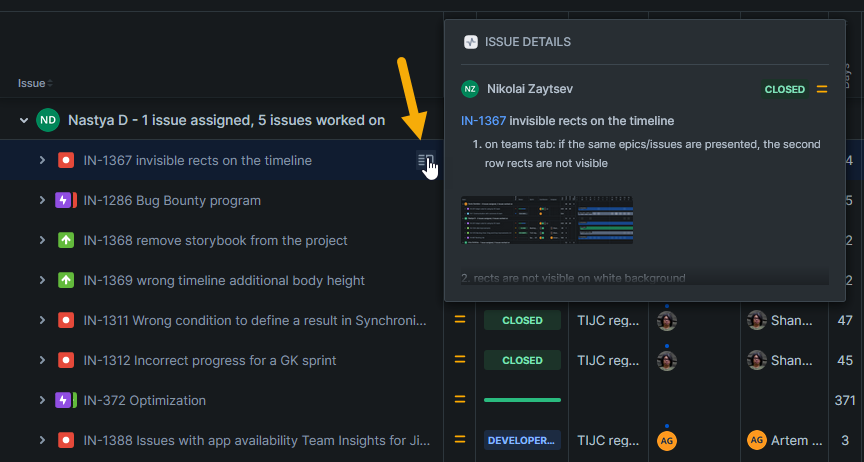 ISSUE DETAILS
Issue
NZ Nikolai Zaytsev CLOSED
ND Nastya D - 1 issue assigned, 5 issues worked on
IN-1367 invisible rects on the timeline
1. on teams tab: if the same epics/issues are presented, the second
row rects are not visible
2. rects are not visible on white background
IN-1367 invisible rects on the timeline 4
IN-1286 Bug Bounty program 5
IN-1368 remove storybook from the project 2
IN-1369 wrong timeline additional body height 2
IN-1311 Wrong condition to define a result in Synchroni... CLOSED TIJC reg... Shan... 47
IN-1312 Incorrect progress for a GK sprint CLOSED TIJC reg... Shan... 45
IN-372 Optimization 371
IN-1388 Issues with app availability Team Insights for Ji... DEVELOPER... TIJC reg... AG AG Artem ... 3